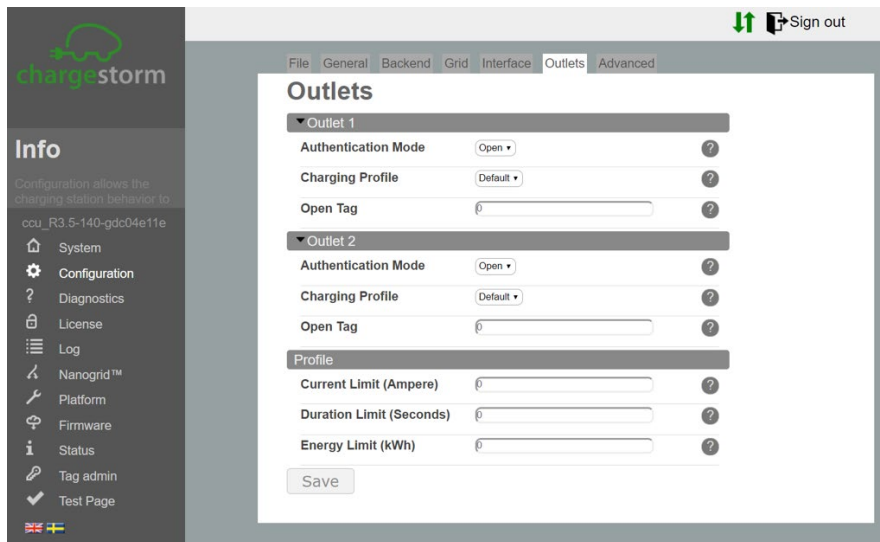 Sign out
chargestorm
File General Backend Grid Interface Outlets Advanced
Outlets
Outlet 1
Authentication Mode Open ?
Charging Profile Default ?
Open Tag 0 ?
Outlet 2
Authentication Mode Open ?
Charging Profile Default ?
Open Tag 0 ?
Profile
Current Limit (Ampere) 0 ?
Duration Limit (Seconds) 0 ?
Energy Limit (kWh) 0 ?
Save
Info
Configuration allows the
charging station behavior to
ccu_R3.5-140-gdc04e11e
System
Configuration
? Diagnostics
License
Log
Nanogrid™
Platform
Firmware
i Status
Tag admin
Test Page